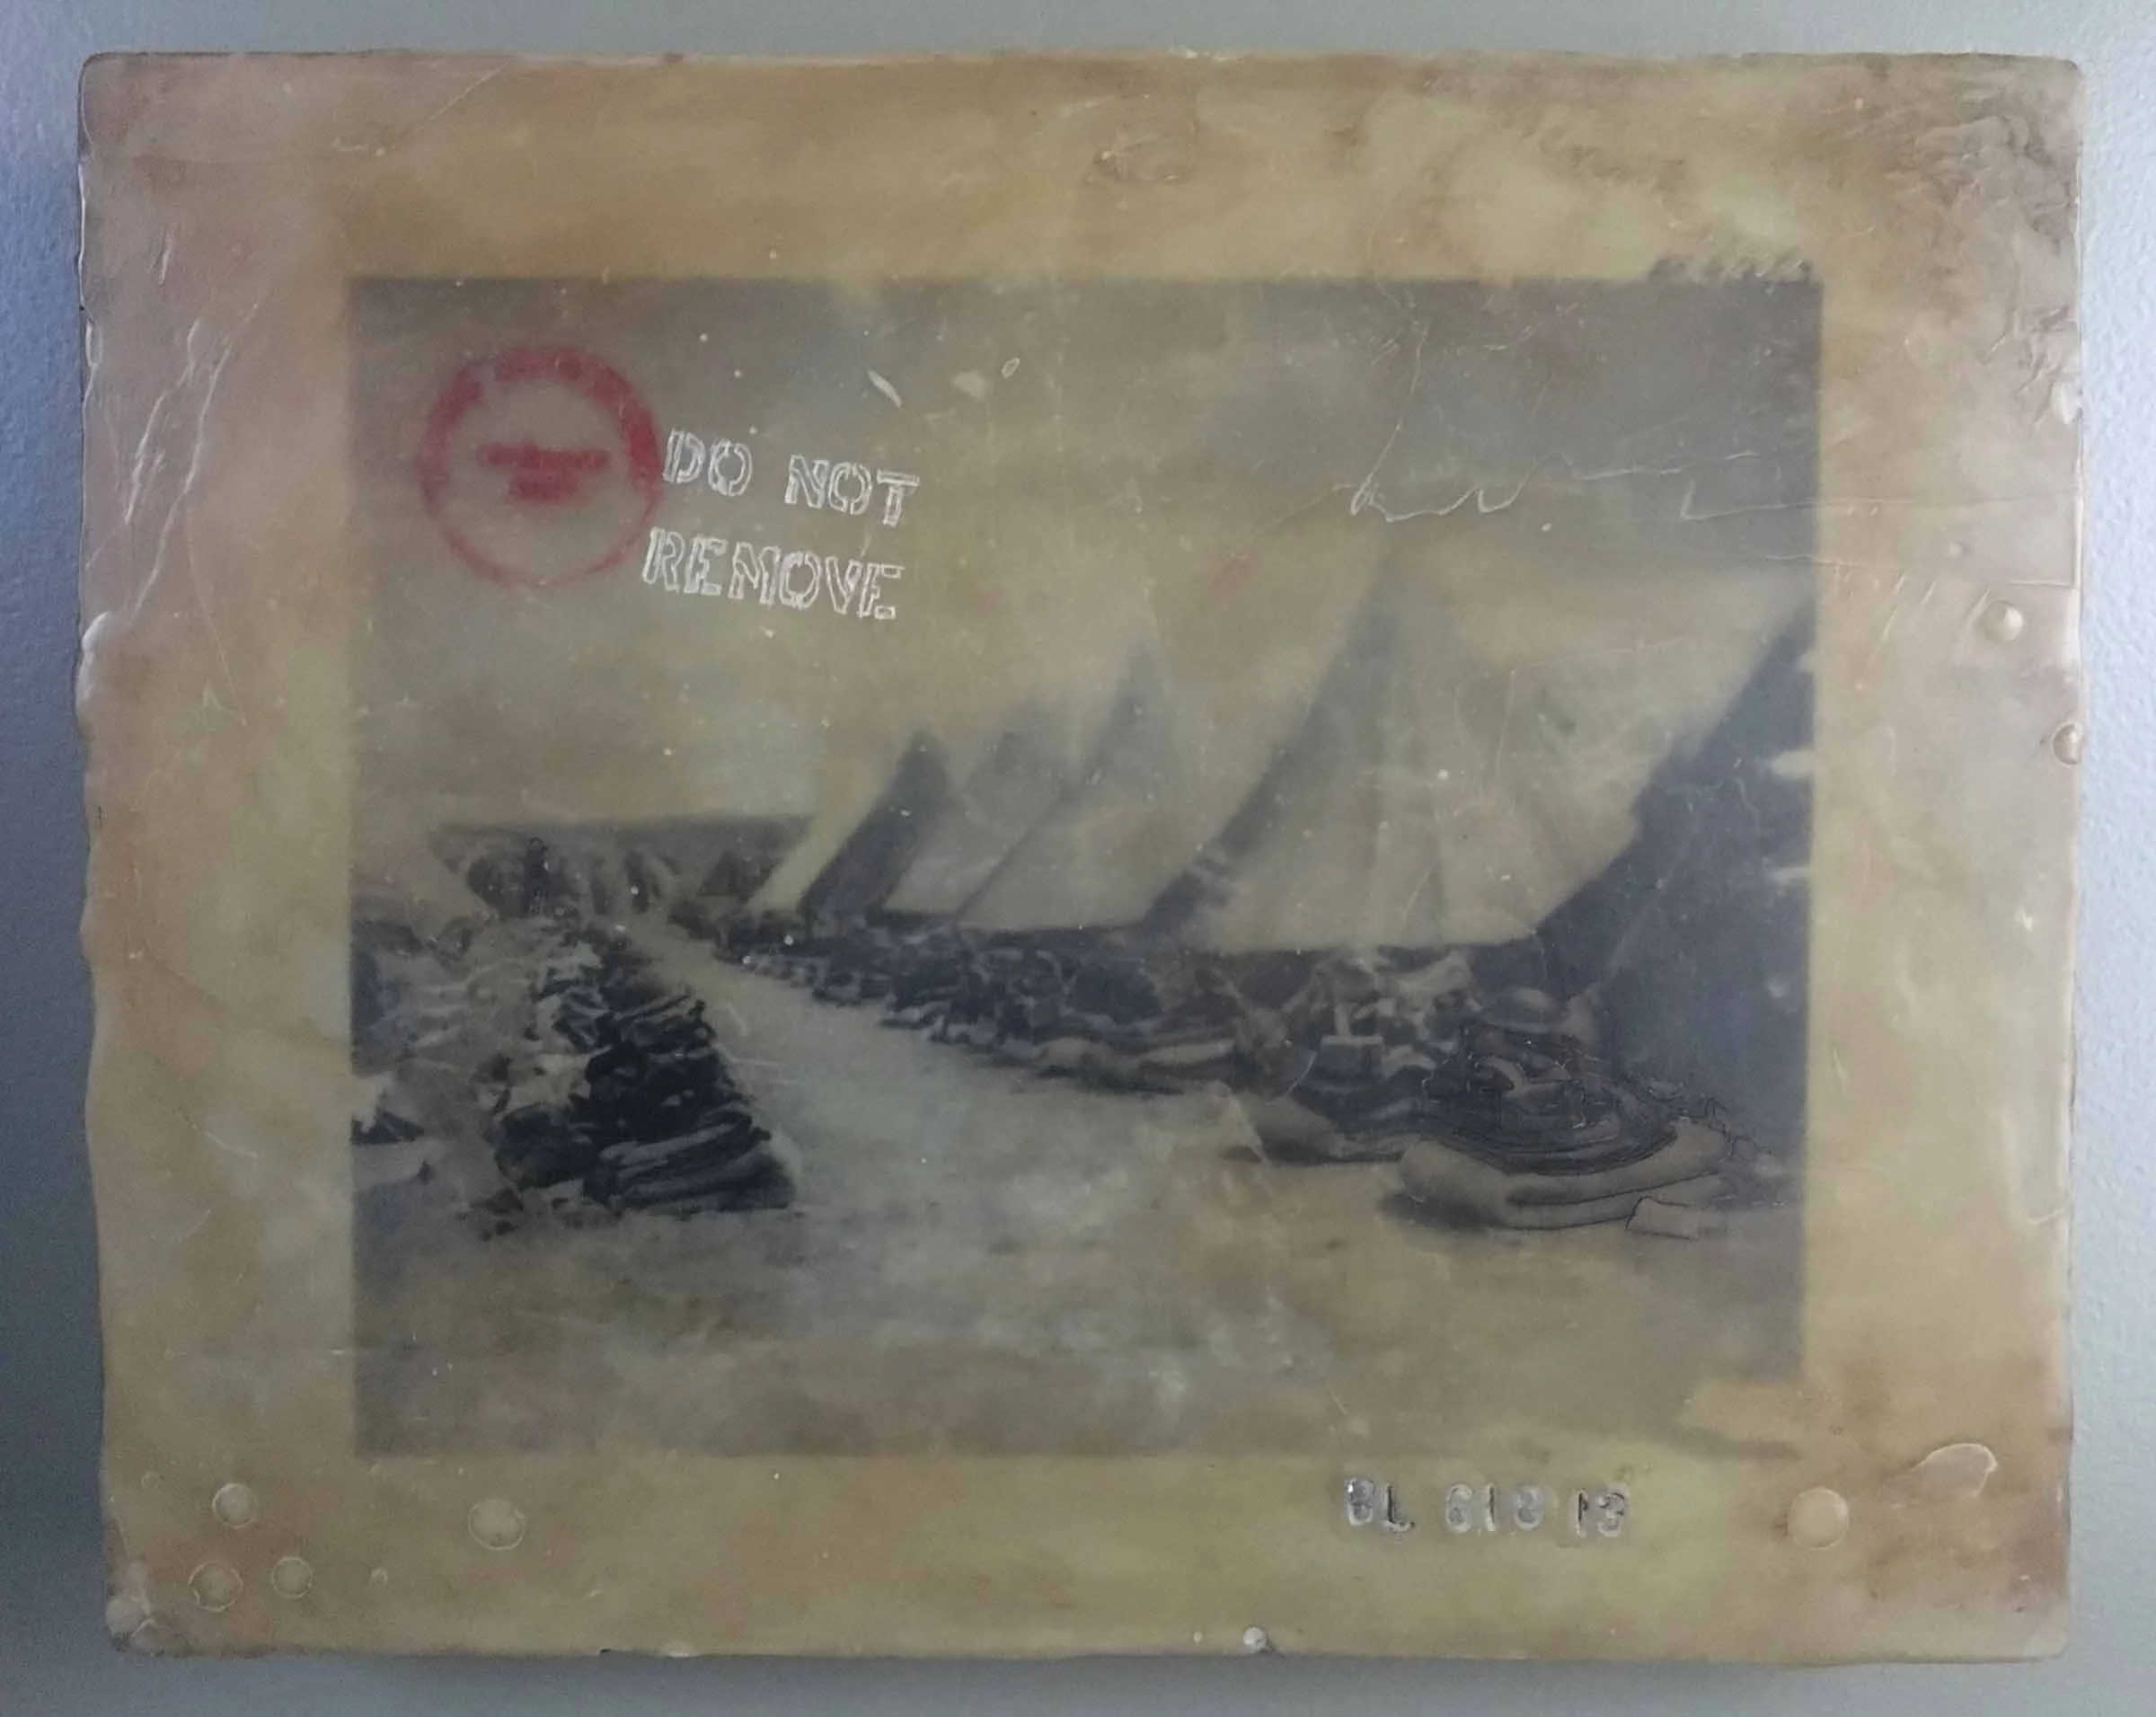 DO NOT
REMOVE
BL 618 13